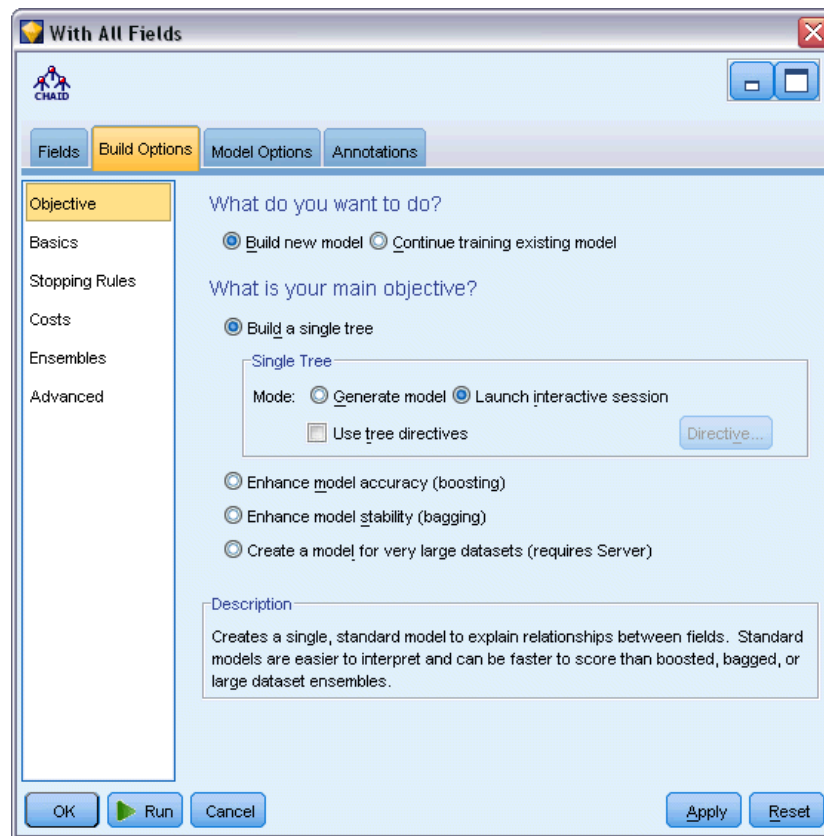 With All Fields
CHAID
Fields
Build Options
Model Options
Annotations
Objective
Basics
Stopping Rules
Costs
Ensembles
Advanced
What do you want to do?
Build new model
Continue training existing model
What is your main objective?
Build a single tree
Single Tree
Mode:
Generate model
Launch interactive session
Use tree directives
Directive...
Enhance model accuracy (boosting)
Enhance model stability (bagging)
Create a model for very large datasets (requires Server)
Description
Creates a single, standard model to explain relationships between fields. Standard
models are easier to interpret and can be faster to score than boosted, bagged, or
large dataset ensembles.
OK
Run
Cancel
Apply
Reset